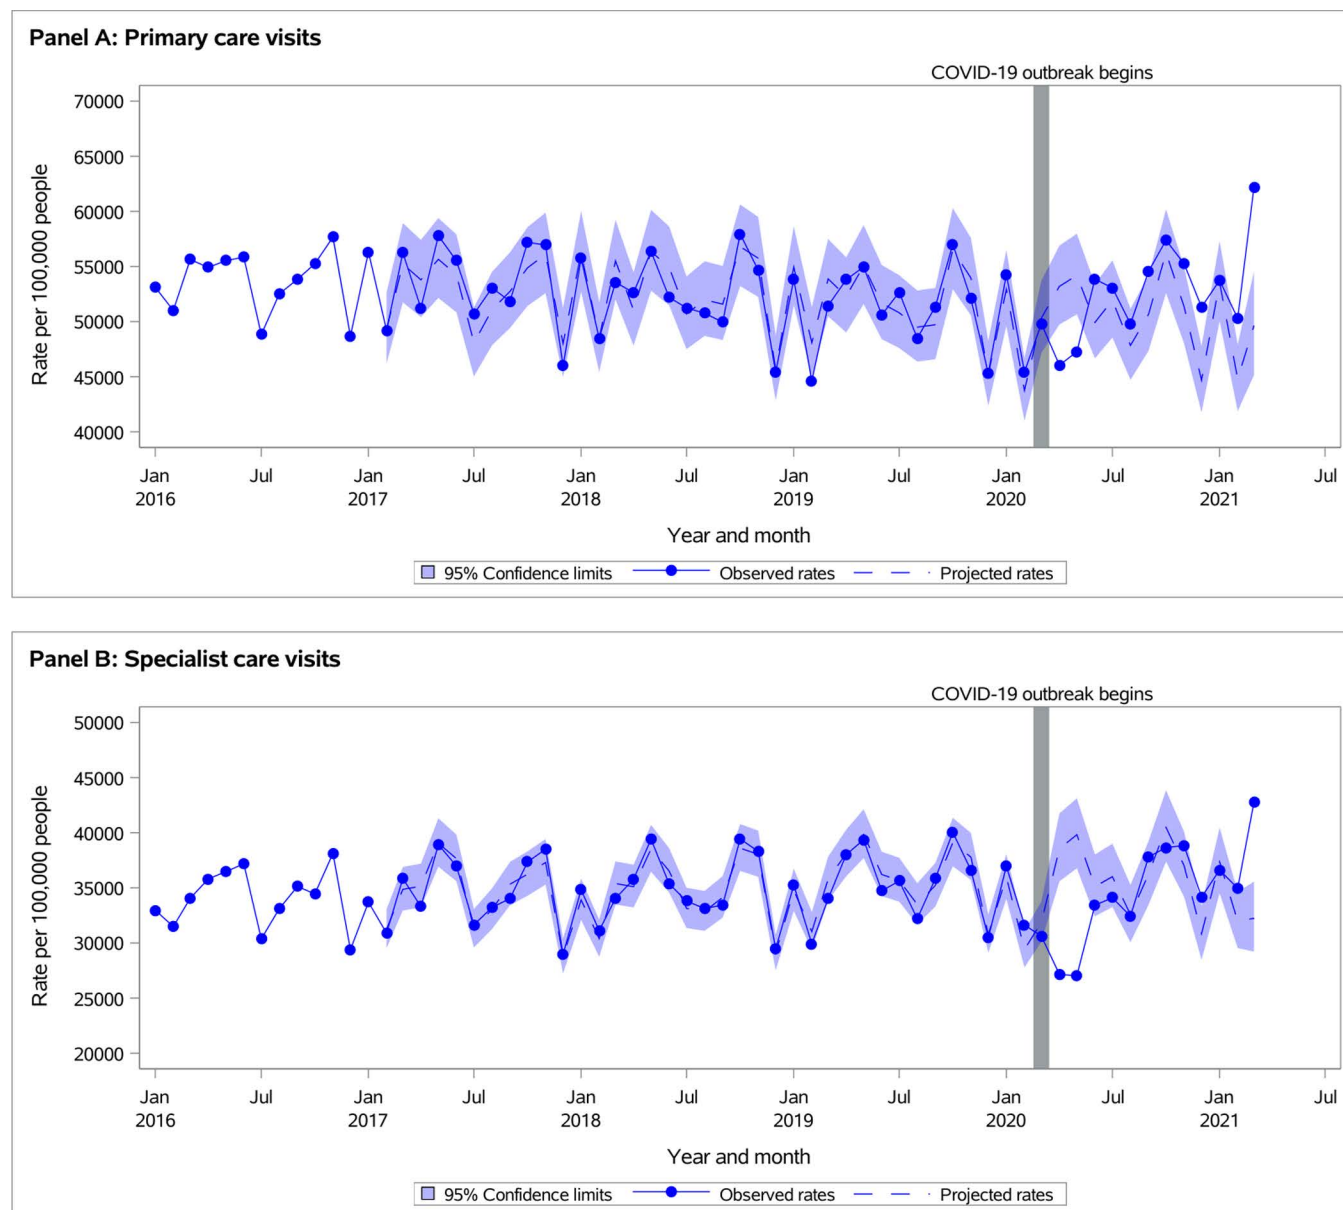 Panel A: Primary care visits
COVID-19 outbreak begins
70000
65000
60000
55000
50000
45000
40000
Rate per 100,000 people
Jan Jul Jan Jul Jan Jul Jan Jul Jan Jul Jan Jul
2016 2017 2018 2019 2020 2021
Year and month
95% Confidence limits Observed rates Projected rates
Panel B: Specialist care visits
COVID-19 outbreak begins
50000
45000
40000
35000
30000
25000
20000
Rate per 100,000 people
Jan Jul Jan Jul Jan Jul Jan Jul Jan Jul Jan Jul
2016 2017 2018 2019 2020 2021
Year and month
95% Confidence limits Observed rates Projected rates